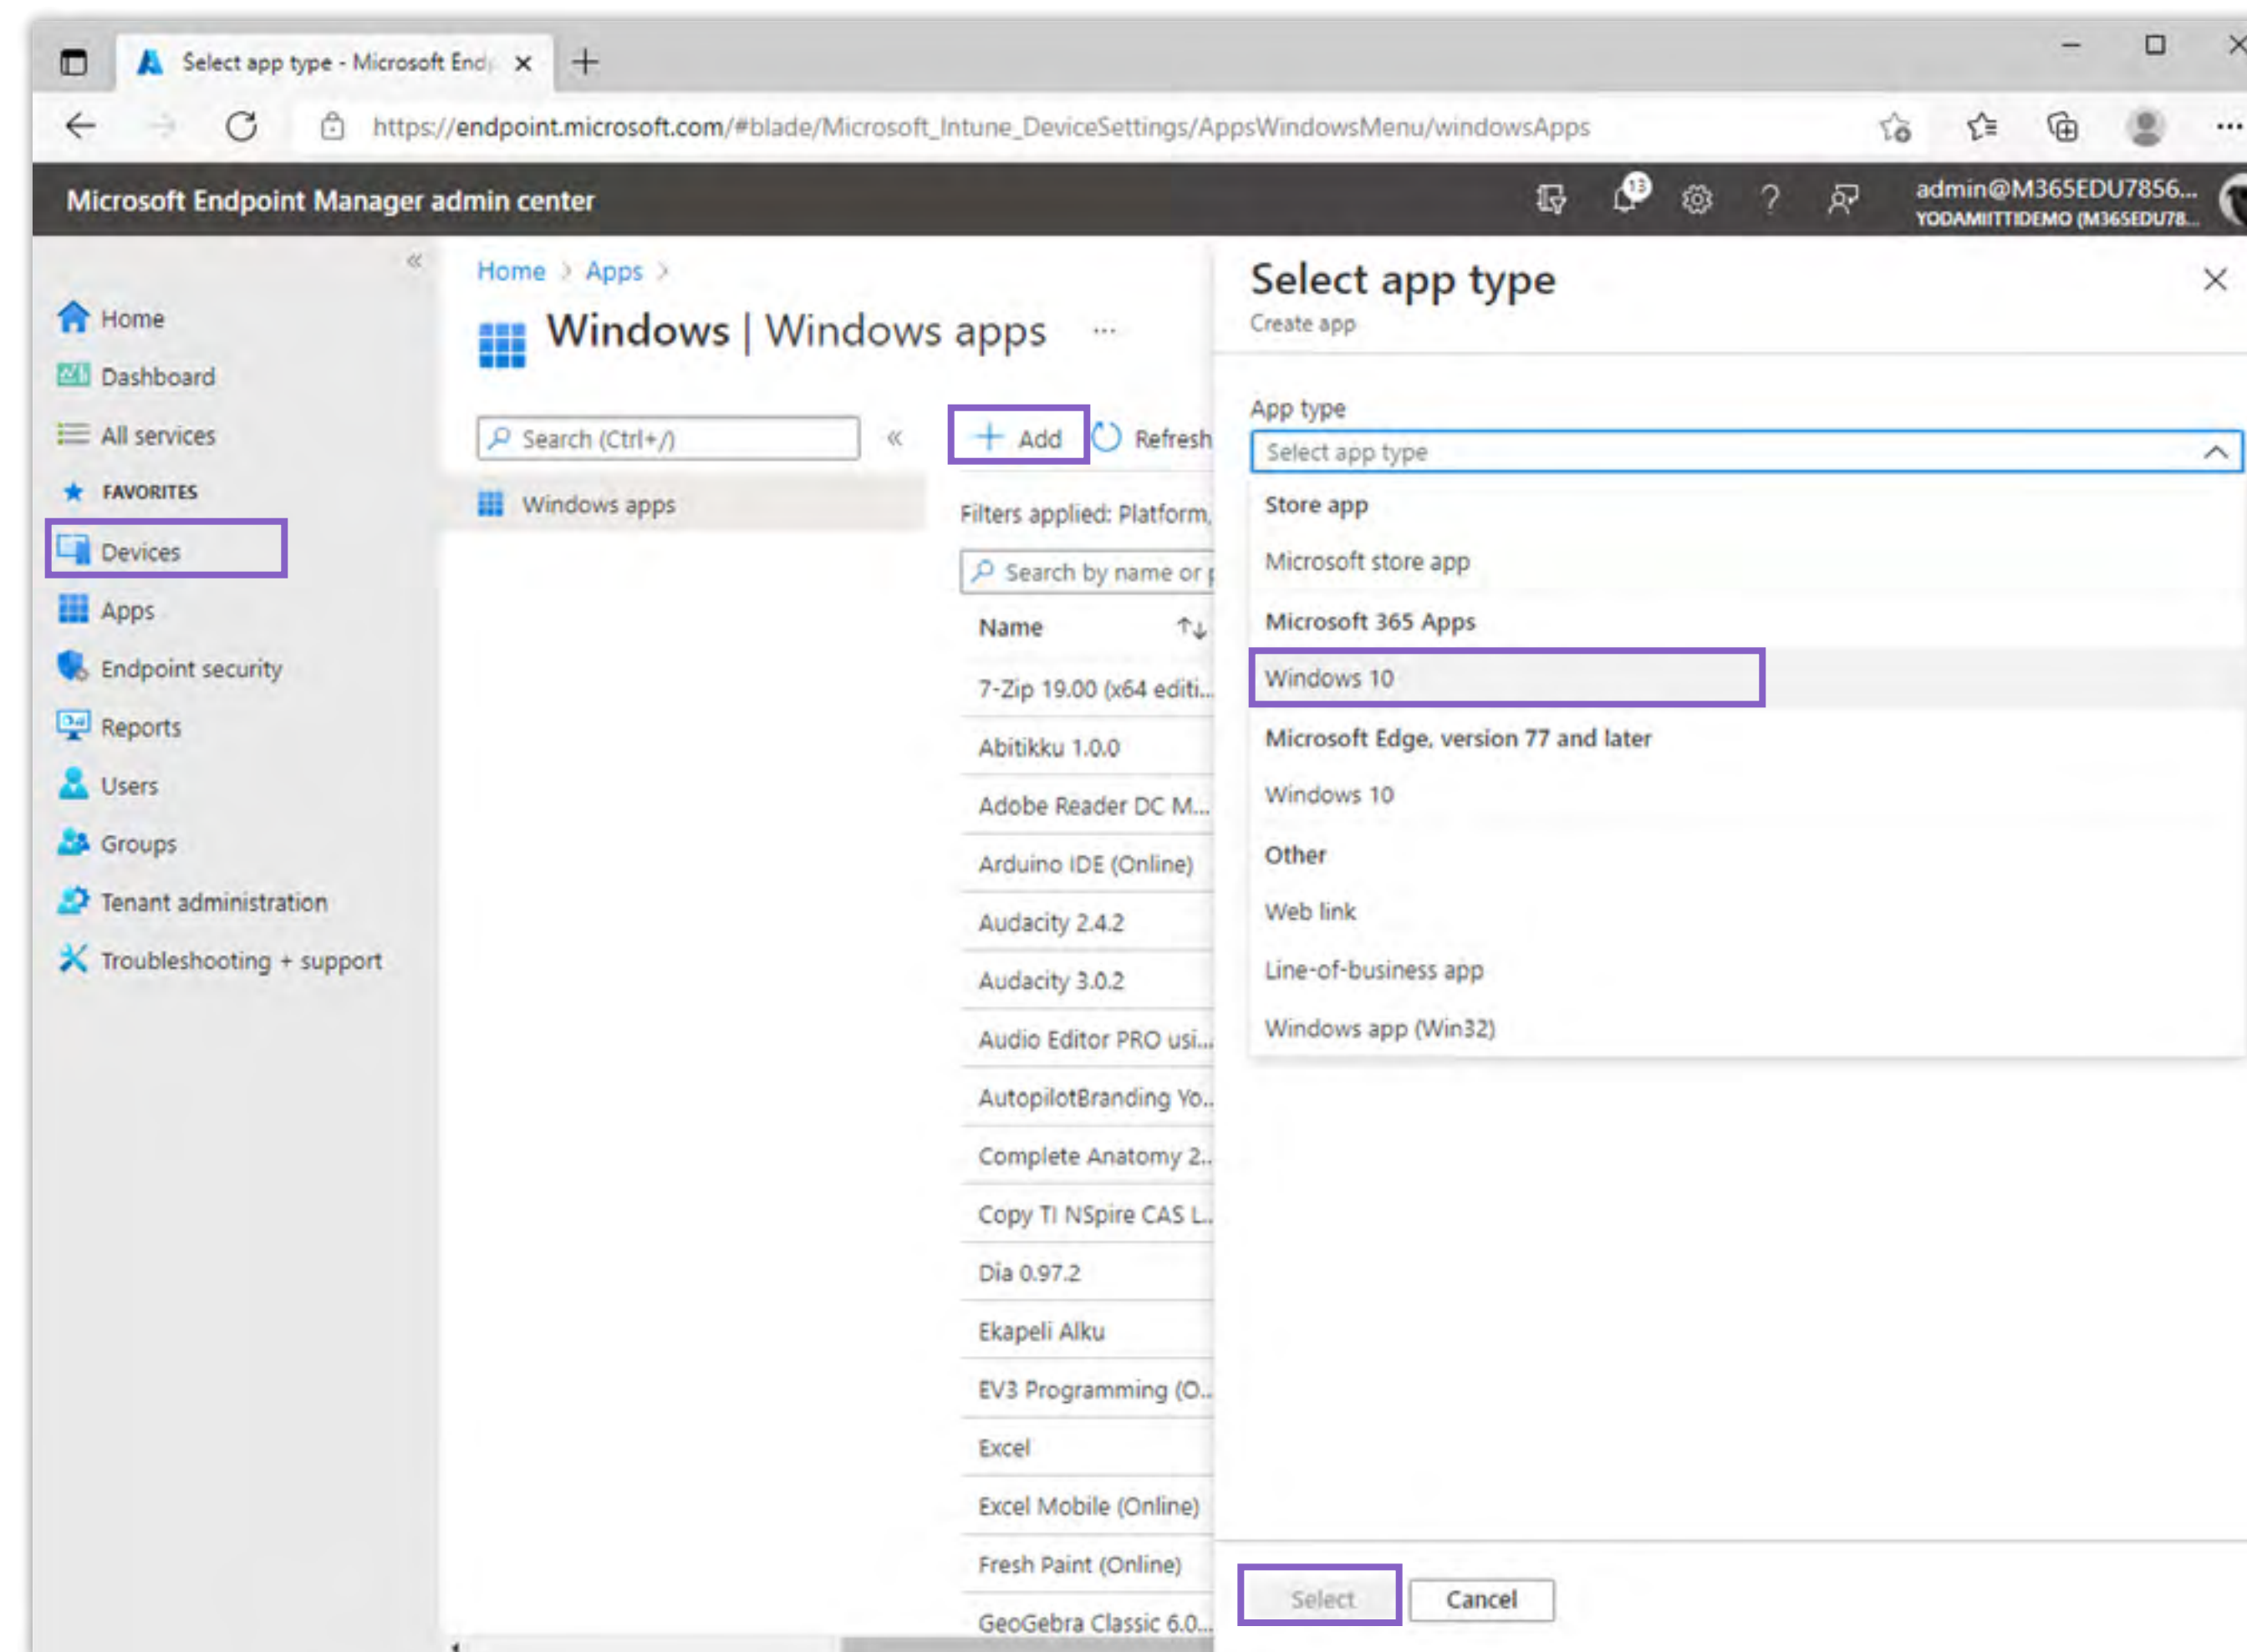 Select app type - Microsoft End
https://endpoint.microsoft.com/#blade/Microsoft_Intune_DeviceSettings/AppsWindowsMenu/windowsApps
Microsoft Endpoint Manager admin center
13
admin@M365EDU7856...
YODAMIITTIDEMO (M365EDU78...
Home
Dashboard
All services
FAVORITES
Devices
Apps
Endpoint security
Reports
Users
Groups
Tenant administration
Troubleshooting + support
Home > Apps >
Windows | Windows apps ...
Search (Ctrl+/)
Windows apps
Add
Refresh
Filters applied: Platform,
Search by name or p
Name
7-Zip 19.00 (x64 editi...
Abitikku 1.0.0
Adobe Reader DC M...
Arduino IDE (Online)
Audacity 2.4.2
Audacity 3.0.2
Audio Editor PRO usi...
AutopilotBranding Yo...
Complete Anatomy 2...
Copy TI NSpire CAS L...
Dia 0.97.2
Ekapeli Alku
EV3 Programming (O...
Excel
Excel Mobile (Online)
Fresh Paint (Online)
GeoGebra Classic 6.0...
Select app type
Create app
App type
Select app type
Store app
Microsoft store app
Microsoft 365 Apps
Windows 10
Microsoft Edge, version 77 and later
Windows 10
Other
Web link
Line-of-business app
Windows app (Win32)
Select
Cancel